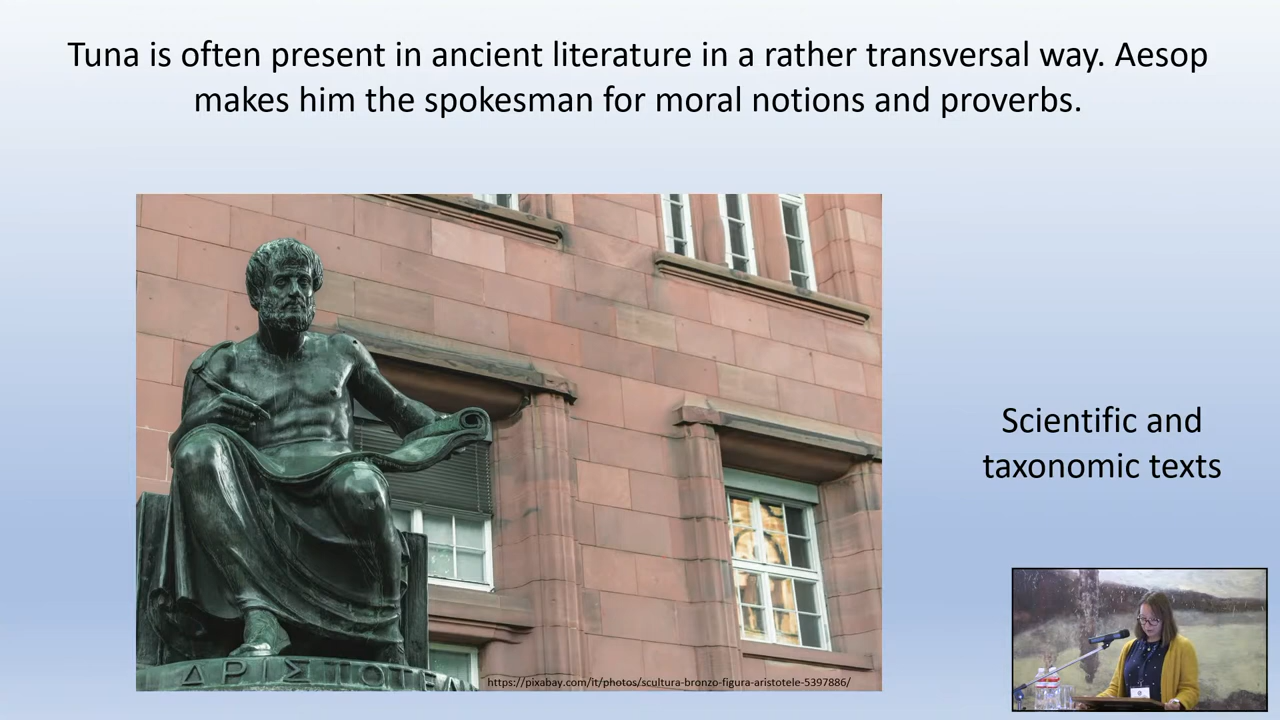 Tuna is often present in ancient literature in a rather transversal way. Aesop
makes him the spokesman for moral notions and proverbs.
Scientific and
taxonomic texts
ΑΡΙΣΤΟΤΕΛ
https://pixabay.com/it/photos/scultura-bronzo-figura-aristotele-5397886/